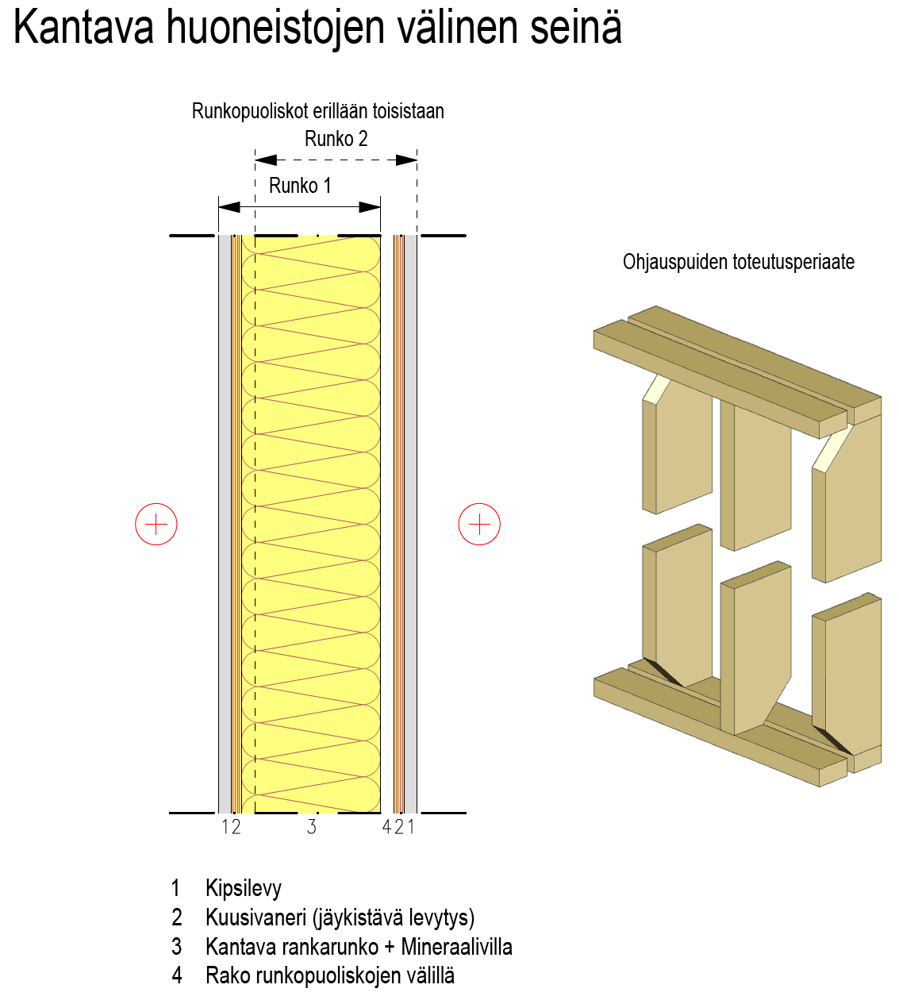 Kantava huoneistojen välinen seinä
Runkopuoliskot erillään toisistaan
Runko 2
Runko 1
Ohjauspuiden toteutusperiaate
12 3 421
1 Kipsilevy
2 Kuusivaneri (jäykistävä levytys)
3 Kantava rankarunko + Mineraalivilla
4 Rako runkopuoliskojen välillä